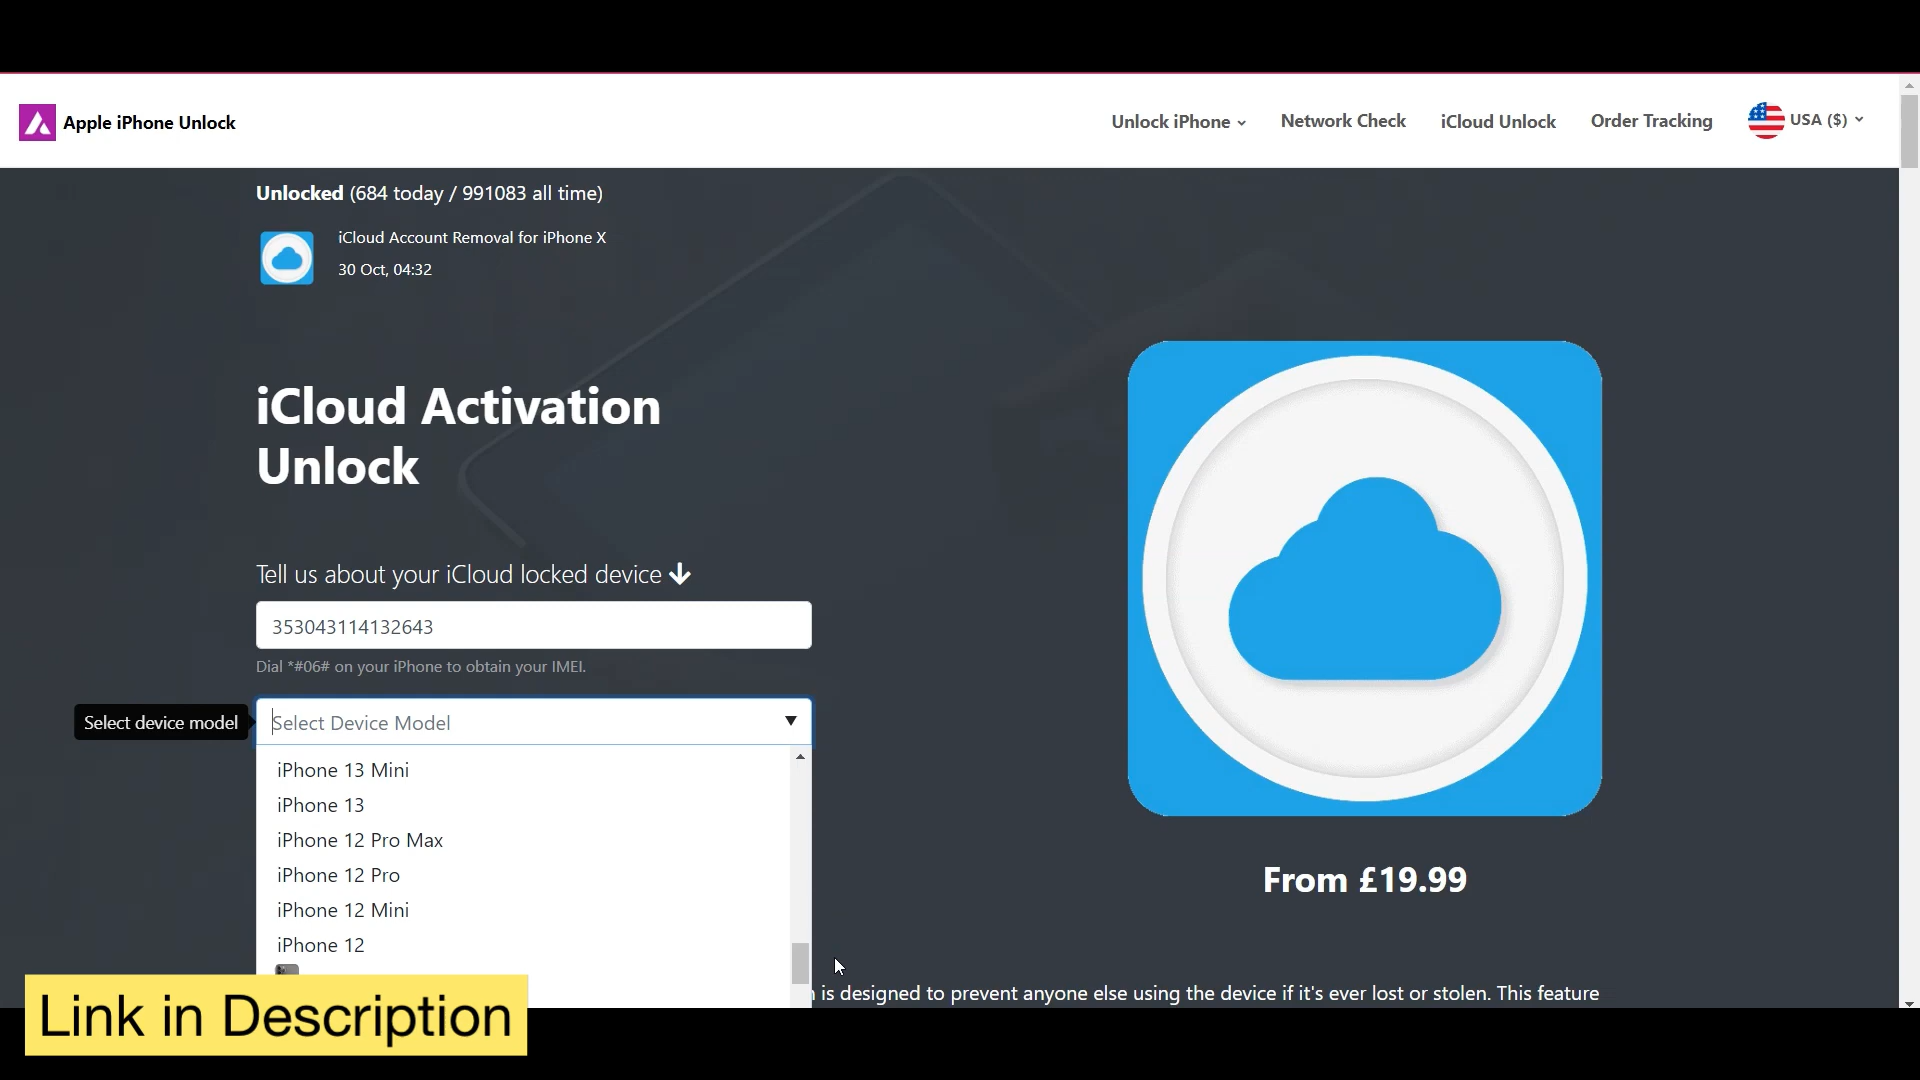 Apple iPhone Unlock
Unlock iPhone
Network Check
iCloud Unlock
Order Tracking
USA ($)
Unlocked (684 today / 991083 all time)
iCloud Account Removal for iPhone X
30 Oct, 04:32
iCloud Activation
Unlock
Tell us about your iCloud locked device
353043114132643
Dial *#06# on your iPhone to obtain your IMEI.
Select device model
Select Device Model
iPhone 13 Mini
iPhone 13
iPhone 12 Pro Max
iPhone 12 Pro
iPhone 12 Mini
iPhone 12
From £19.99
is designed to prevent anyone else using the device if it's ever lost or stolen. This feature
Link in Description